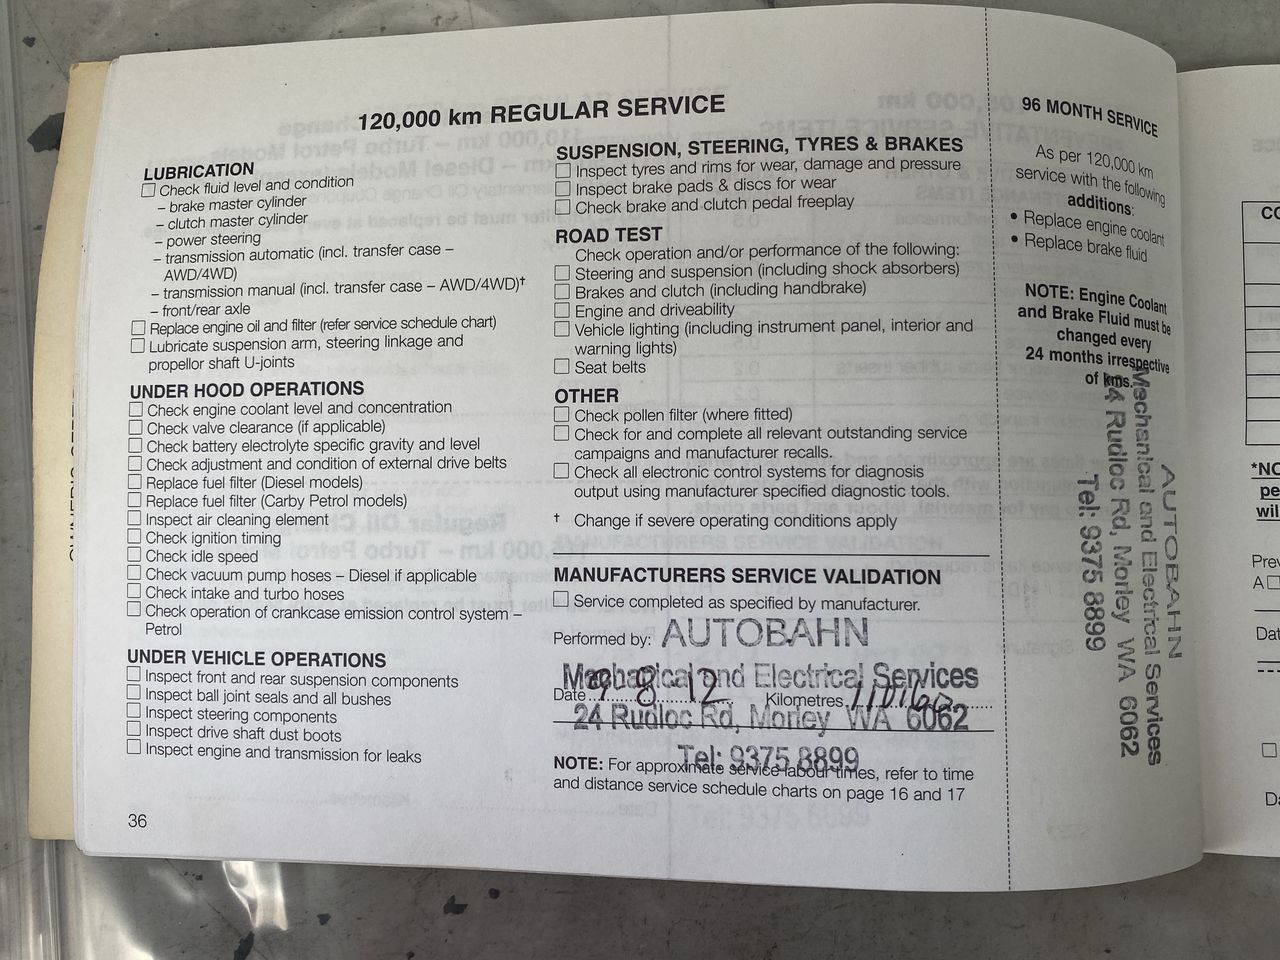 120,000 km REGULAR SERVICE
LUBRICATION
Check fluid level and condition
– brake master cylinder
– clutch master cylinder
– power steering
– transmission automatic (incl. transfer case –
AWD/4WD)
– transmission manual (incl. transfer case – AWD/4WD)†
– front/rear axle
Replace engine oil and filter (refer service schedule chart)
Lubricate suspension arm, steering linkage and
propellor shaft U-joints
UNDER HOOD OPERATIONS
Check engine coolant level and concentration
Check valve clearance (if applicable)
Check battery electrolyte specific gravity and level
Check adjustment and condition of external drive belts
Replace fuel filter (Diesel models)
Replace fuel filter (Carby Petrol models)
Inspect air cleaning element
Check ignition timing
Check idle speed
Check vacuum pump hoses – Diesel if applicable
Check intake and turbo hoses
Check operation of crankcase emission control system –
Petrol
UNDER VEHICLE OPERATIONS
Inspect front and rear suspension components
Inspect ball joint seals and all bushes
Inspect steering components
Inspect drive shaft dust boots
Inspect engine and transmission for leaks
36
SUSPENSION, STEERING, TYRES & BRAKES
Inspect tyres and rims for wear, damage and pressure
Inspect brake pads & discs for wear
Check brake and clutch pedal freeplay
ROAD TEST
Check operation and/or performance of the following:
Steering and suspension (including shock absorbers)
Brakes and clutch (including handbrake)
Engine and driveability
Vehicle lighting (including instrument panel, interior and
warning lights)
Seat belts
OTHER
Check pollen filter (where fitted)
Check for and complete all relevant outstanding service
campaigns and manufacturer recalls.
Check all electronic control systems for diagnosis
output using manufacturer specified diagnostic tools.
† Change if severe operating conditions apply
MANUFACTURERS SERVICE VALIDATION
Service completed as specified by manufacturer.
Performed by: AUTOBAHN
Mechanical and Electrical Services
Date 9 8 12 Kilometres 110160
24 Rudloc Rd, Morley WA 6062
Tel: 9375 8899
NOTE: For approximate service labour times, refer to time
and distance service schedule charts on page 16 and 17
96 MONTH SERVICE
As per 120,000 km
service with the following
additions:
• Replace engine coolant
• Replace brake fluid
NOTE: Engine Coolant
and Brake Fluid must be
changed every
24 months irrespective
of kms.
AUTOBAHN
Mechanical and Electrical Services
24 Rudloc Rd, Morley WA 6062
Tel: 9375 8899